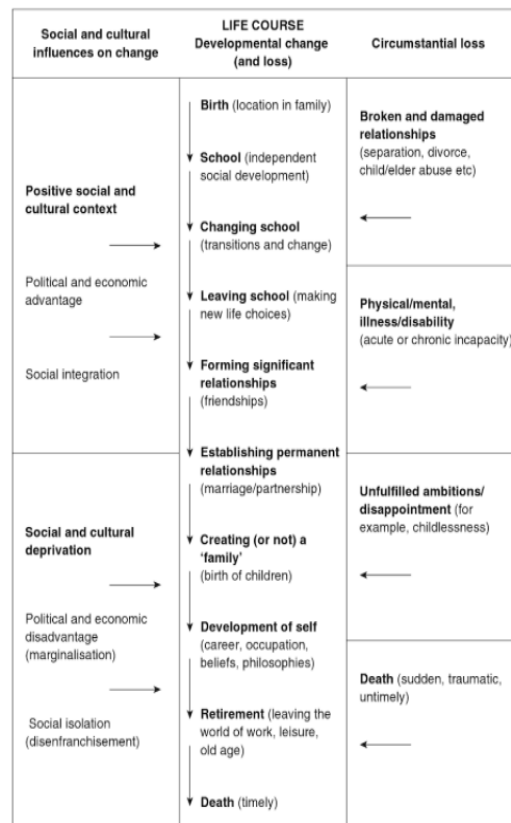 Social and cultural
influences on change
LIFE COURSE
Developmental change
(and loss)
Circumstantial loss
Positive social and
cultural context
Political and economic
advantage
Social integration
Social and cultural
deprivation
Political and economic
disadvantage
(marginalisation)
Social isolation
(disenfranchisement)
Birth (location in family)
School (independent
social development)
Changing school
(transitions and change)
Leaving school (making
new life choices)
Forming significant
relationships
(friendships)
Establishing permanent
relationships
(marriage/partnership)
Creating (or not) a
‘family’
(birth of children)
Development of self
(career, occupation,
beliefs, philosophies)
Retirement (leaving the
world of work, leisure,
old age)
Death (timely)
Broken and damaged
relationships
(separation, divorce,
child/elder abuse etc)
Physical/mental,
illness/disability
(acute or chronic incapacity)
Unfulfilled ambitions/
disappointment (for
example, childlessness)
Death (sudden, traumatic,
untimely)